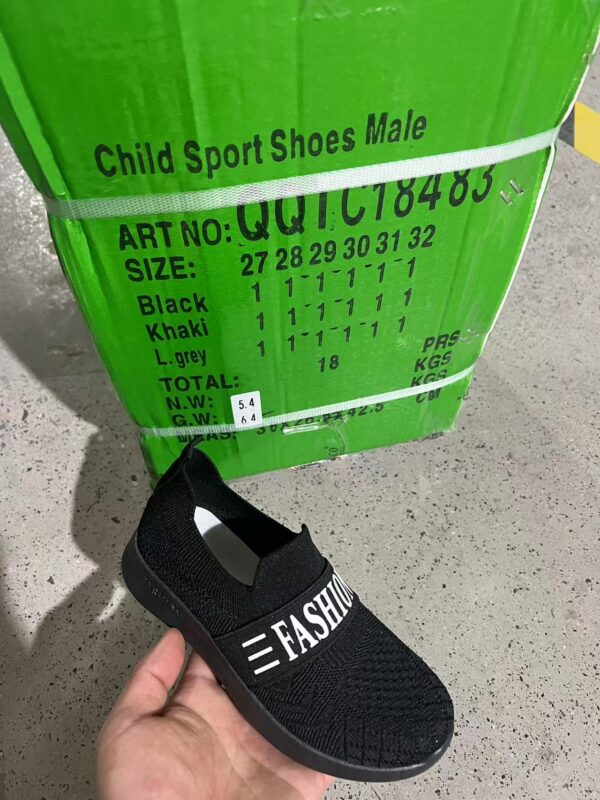 Child Sport Shoes Male
ART NO: QQTC18483
SIZE: 27 28 29 30 31 32
Black 1 1 1 1 1 1
Khaki 1 1 1 1 1 1
L.grey 1 1 1 1 1 1
TOTAL: 18 PRS
N.W: 5.4 KGS
G.W: 6.4 KGS
CM
FASHION